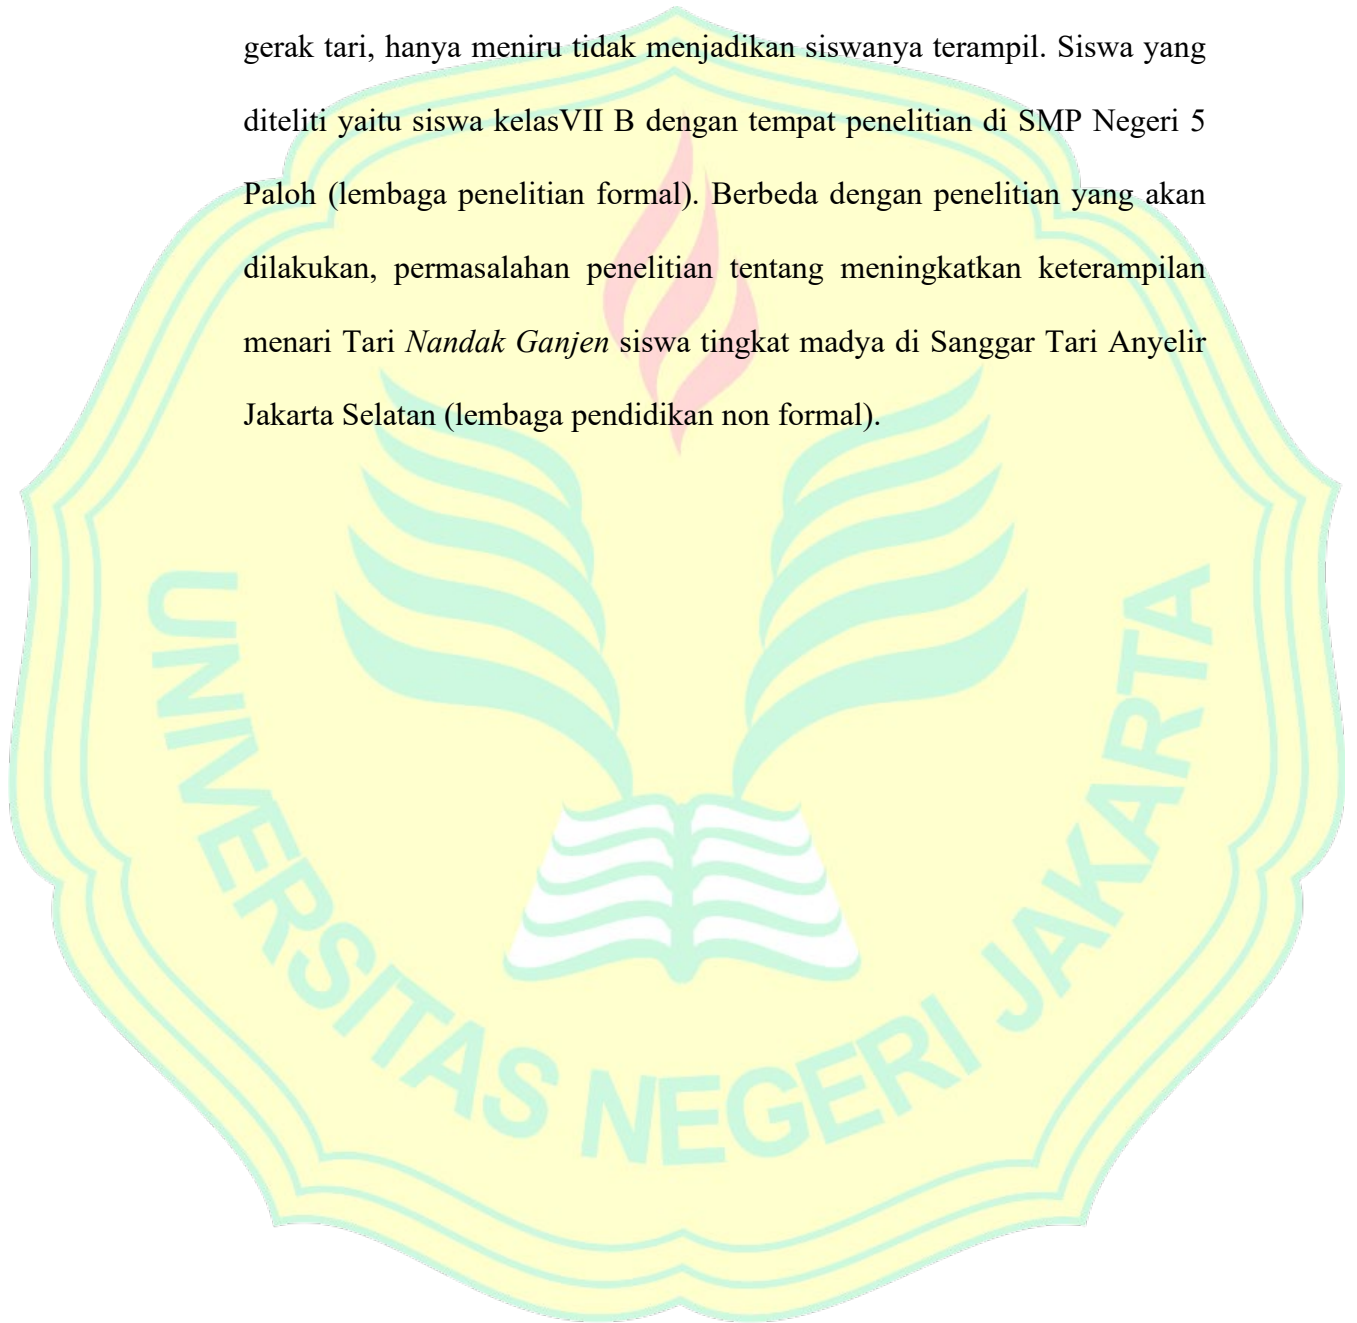 gerak tari, hanya meniru tidak menjadikan siswanya terampil. Siswa yang
diteliti yaitu siswa kelasVII B dengan tempat penelitian di SMP Negeri 5
Paloh (lembaga penelitian formal). Berbeda dengan penelitian yang akan
dilakukan, permasalahan penelitian tentang meningkatkan keterampilan
menari Tari Nandak Ganjen siswa tingkat madya di Sanggar Tari Anyelir
Jakarta Selatan (lembaga pendidikan non formal).
UNIVERSITAS NEGERI JAKARTA